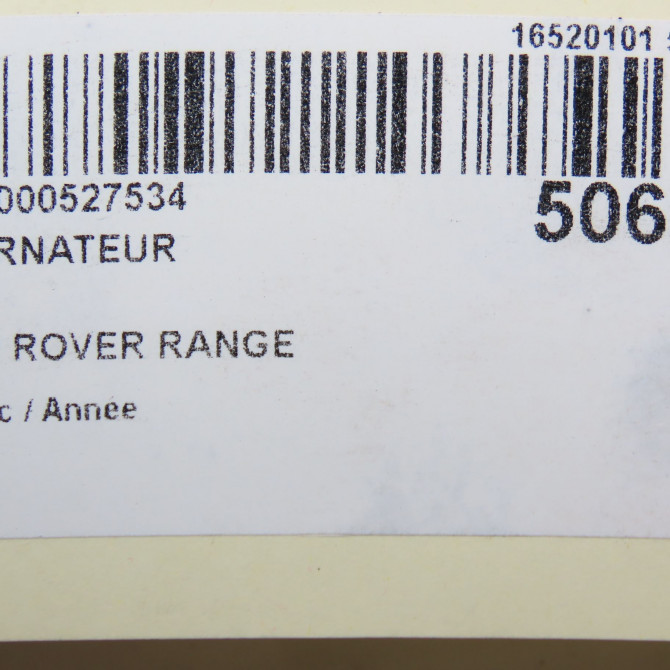 16520101
000527534
506
RNATEUR
ROVER RANGE
c / Année